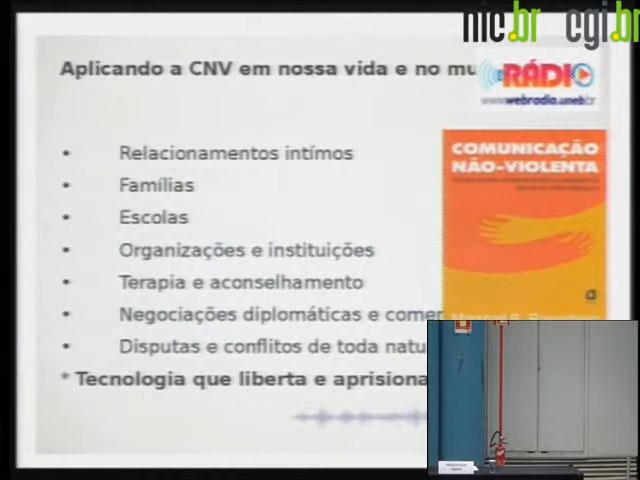 nic.br cgi.br
Aplicando a CNV em nossa vida e no mu
RÁDIO
www.webradio.uneb.br
COMUNICAÇÃO
NÃO-VIOLENTA
• Relacionamentos intímos
• Famílias
• Escolas
• Organizações e instituições
• Terapia e aconselhamento
• Negociações diplomáticas e comer
• Disputas e conflitos de toda natu
* Tecnologia que liberta e aprisiona